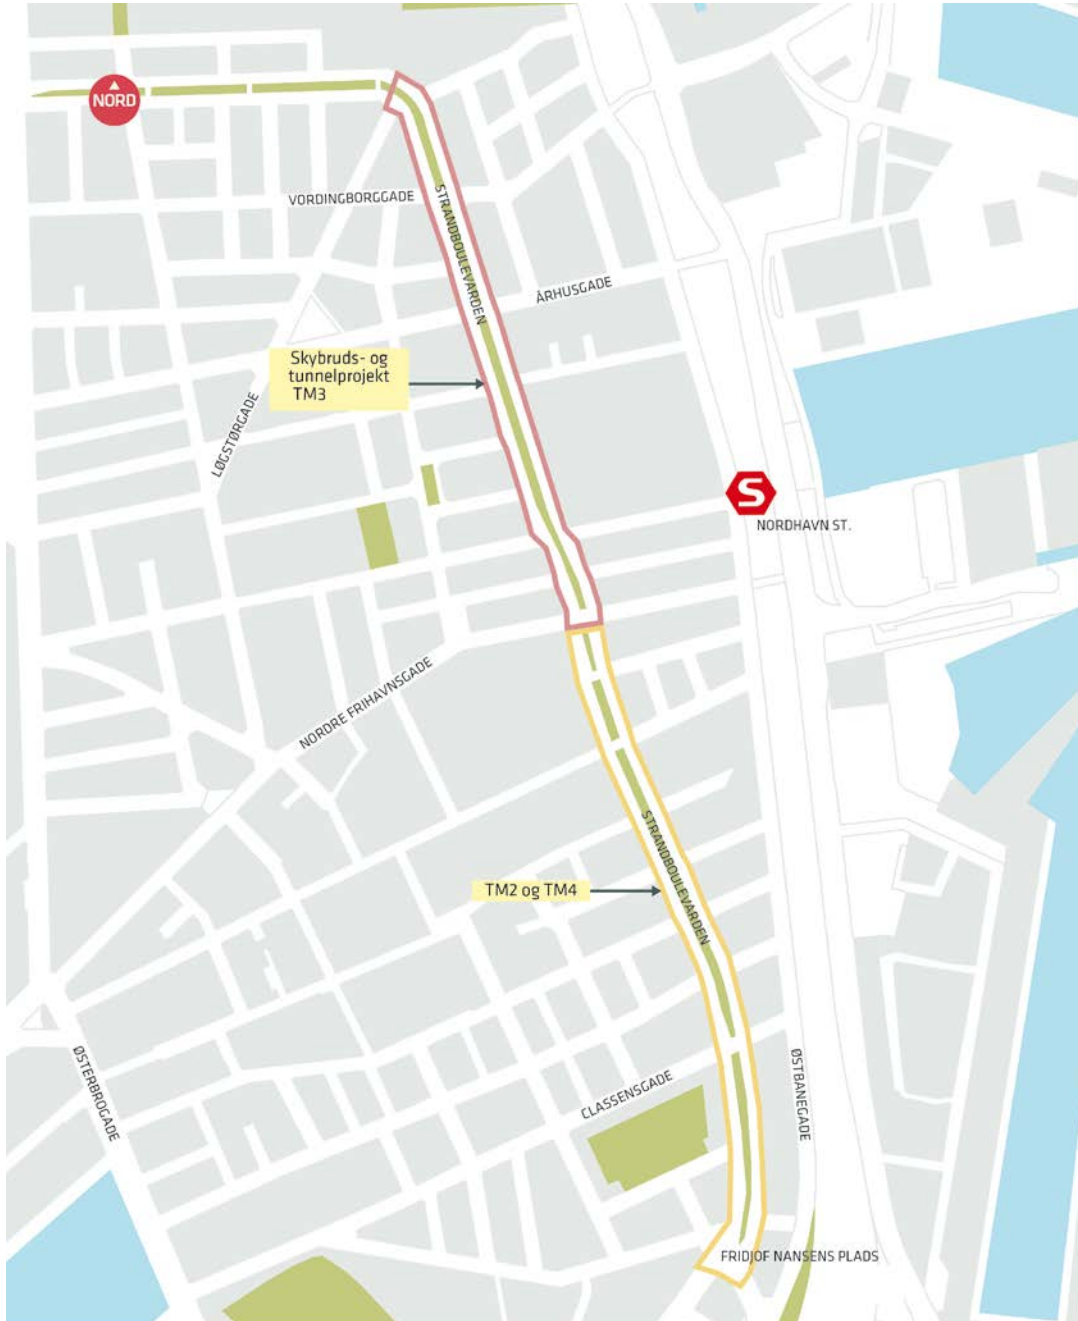 NORD
VORDINGBORGGADE
STRANDBOULEVARDEN
ÅRHUSGADE
Skybruds- og
tunnelprojekt
TM3
LØGSTØRGADE
S
NORDHAVN ST.
NORDRE FRIHAVNSGADE
STRANDBOULEVARDEN
TM2 og TM4
ØSTERBROGADE
CLASSENSGADE
ØSTBANEGADE
FRIDJOF NANSENS PLADS